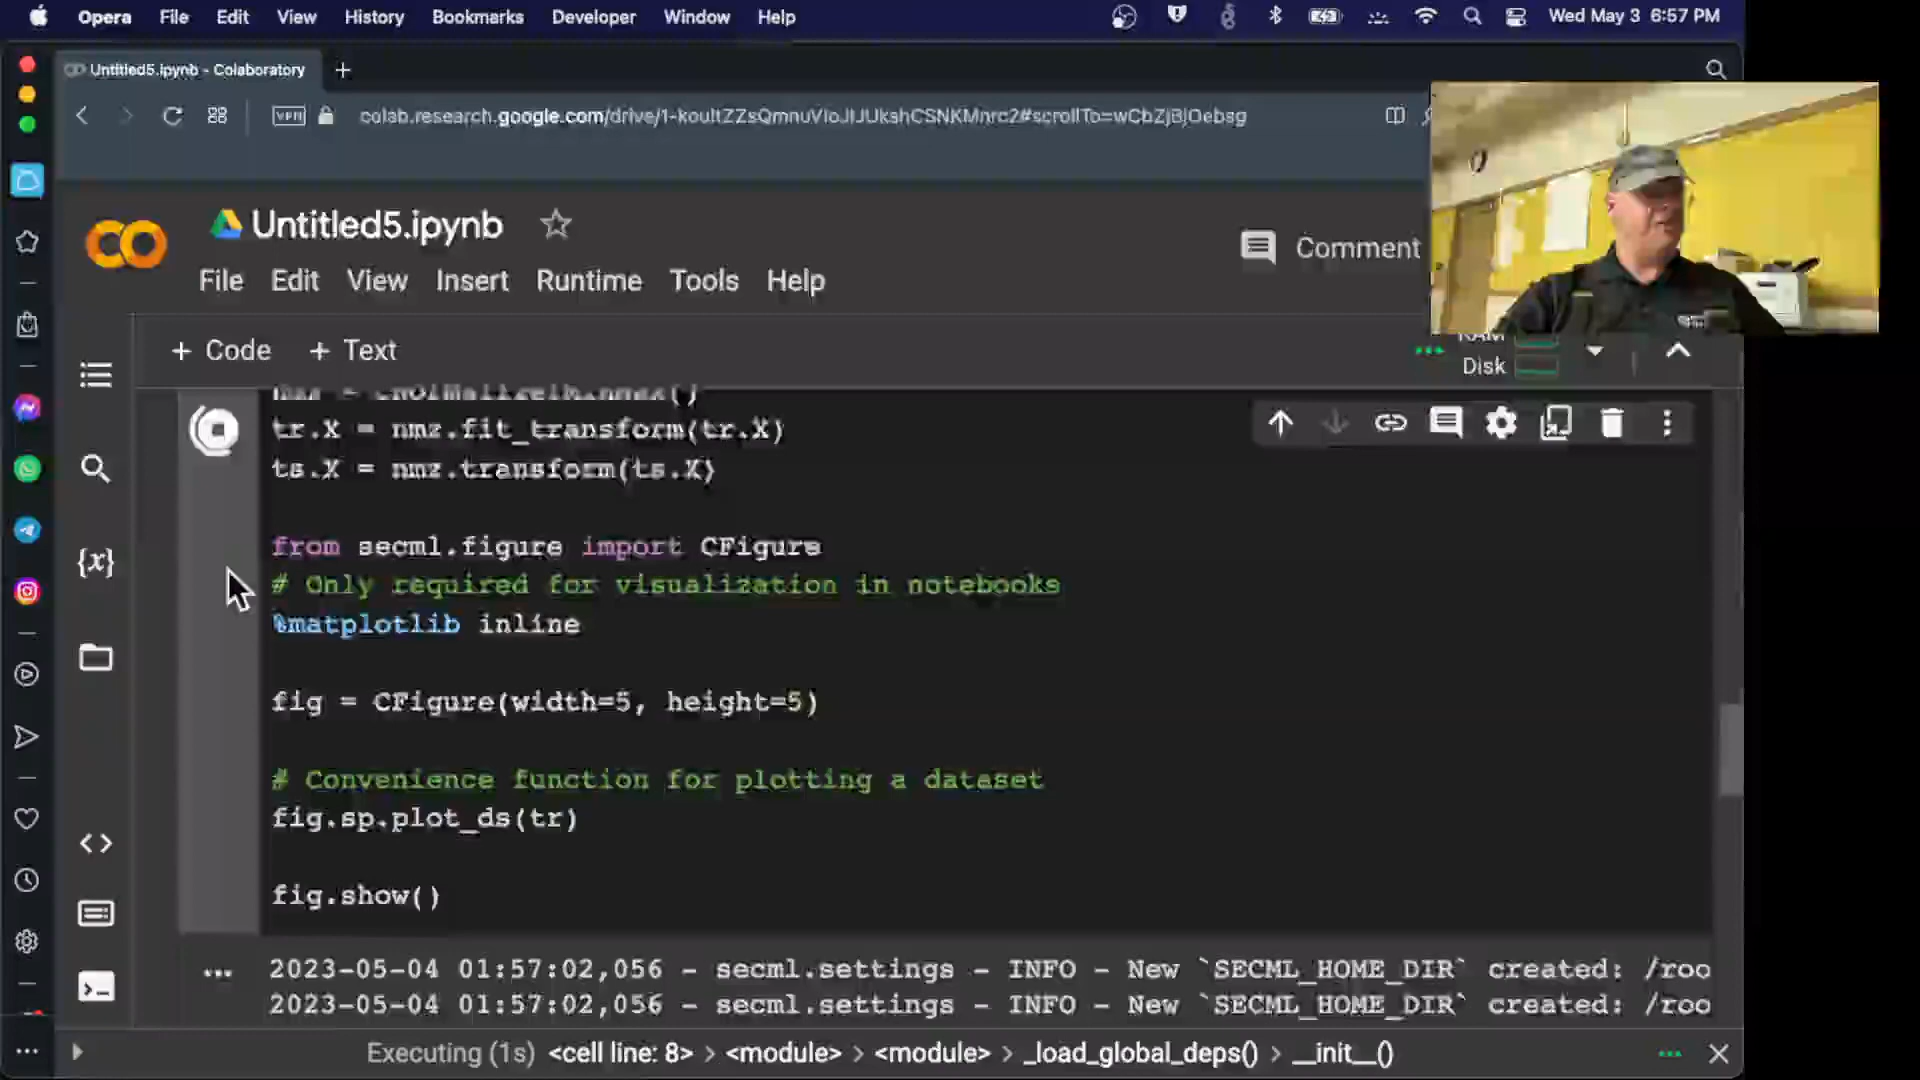 Opera File Edit View History Bookmarks Developer Window Help Wed May 3 6:57 PM
Untitled5.ipynb - Colaboratory
VPN colab.research.google.com/drive/
Untitled5.ipynb
Comment
File Edit View Insert Runtime Tools Help
+ Code + Text
RAM
Disk
tr.X = nmz.fit_transform(tr.X)
ts.X = nmz.transform(ts.X)
from secml.figure import CFigure
# Only required for visualization in notebooks
%matplotlib inline
fig = CFigure(width=5, height=5)
# Convenience function for plotting a dataset
fig.sp.plot_ds(tr)
fig.show()
2023-05-04 01:57:02,056 - secml.settings - INFO - New `SECML_HOME_DIR` created: /roo
2023-05-04 01:57:02,056 - secml.settings - INFO - New `SECML_HOME_DIR` created: /roo
Executing (1s) <cell line: 8> > <module> > <module> > _load_global_deps() > __init__()